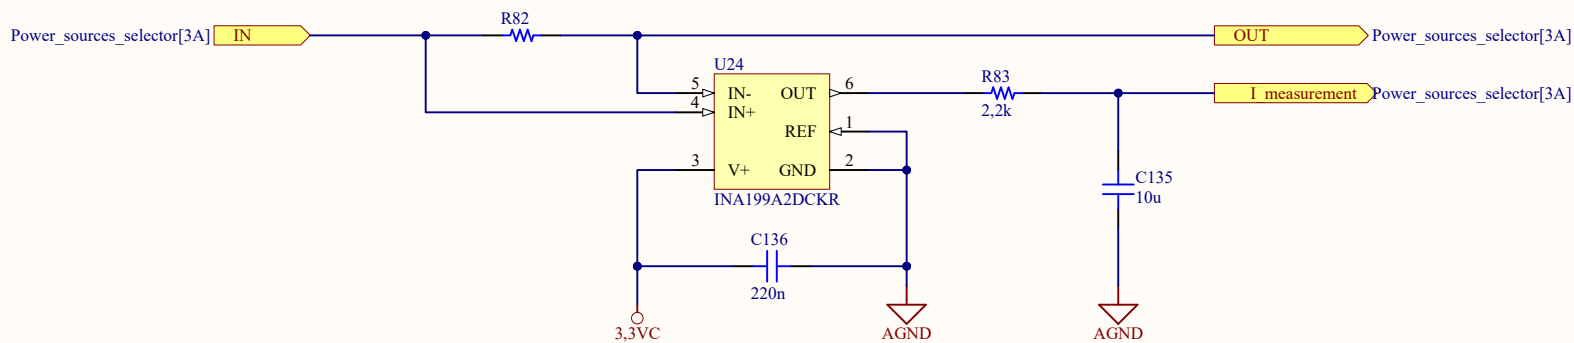 R82
Power_sources_selector[3A] IN OUT Power_sources_selector[3A]
U24
5 IN- OUT 6 R83 I measurement Power_sources_selector[3A]
4 IN+ 2,2k
REF 1
3 V+ GND 2
C135
INA199A2DCKR 10u
C136
220n
3,3VC AGND AGND